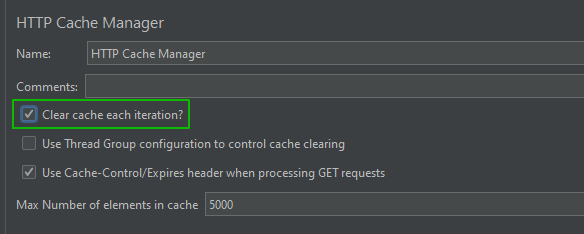 HTTP Cache Manager
Name: HTTP Cache Manager
Comments:
Clear cache each iteration?
Use Thread Group configuration to control cache clearing
Use Cache-Control/Expires header when processing GET requests
Max Number of elements in cache 5000